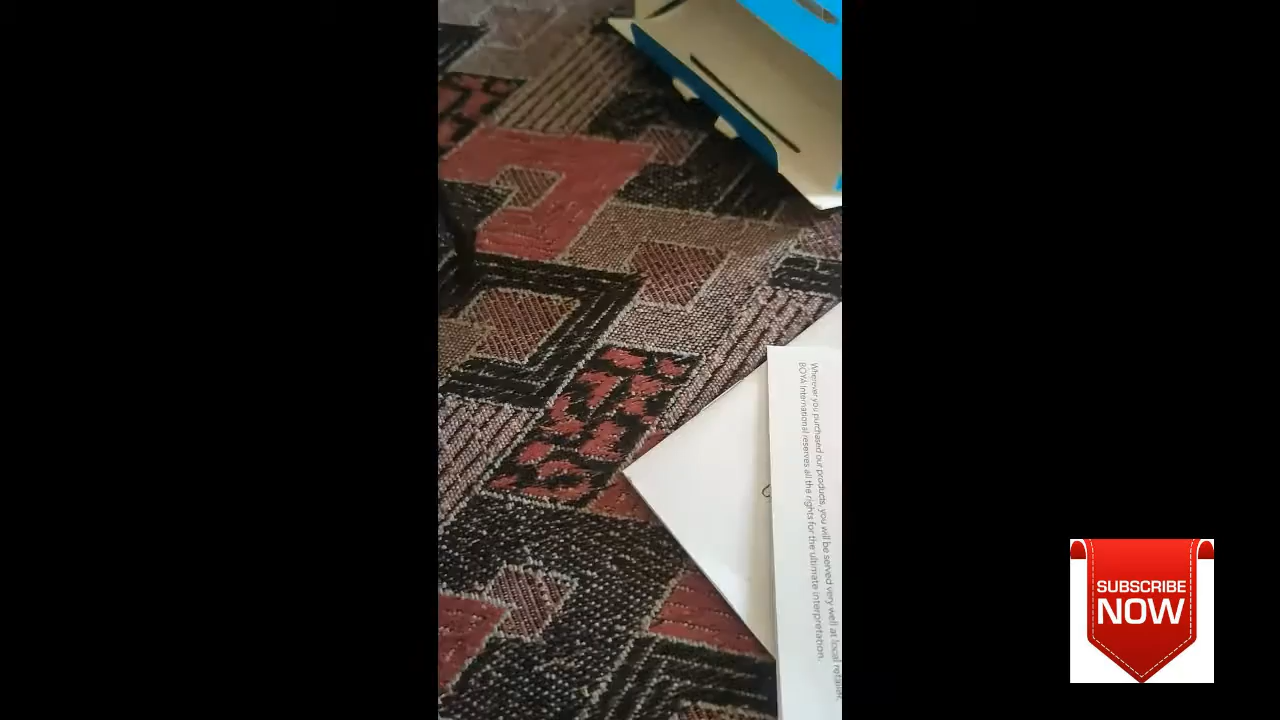 Wherever you purchased our products, you will be served very well at local retailer.
BOYA International reserves all the rights for the ultimate interpretation.
SUBSCRIBE
NOW